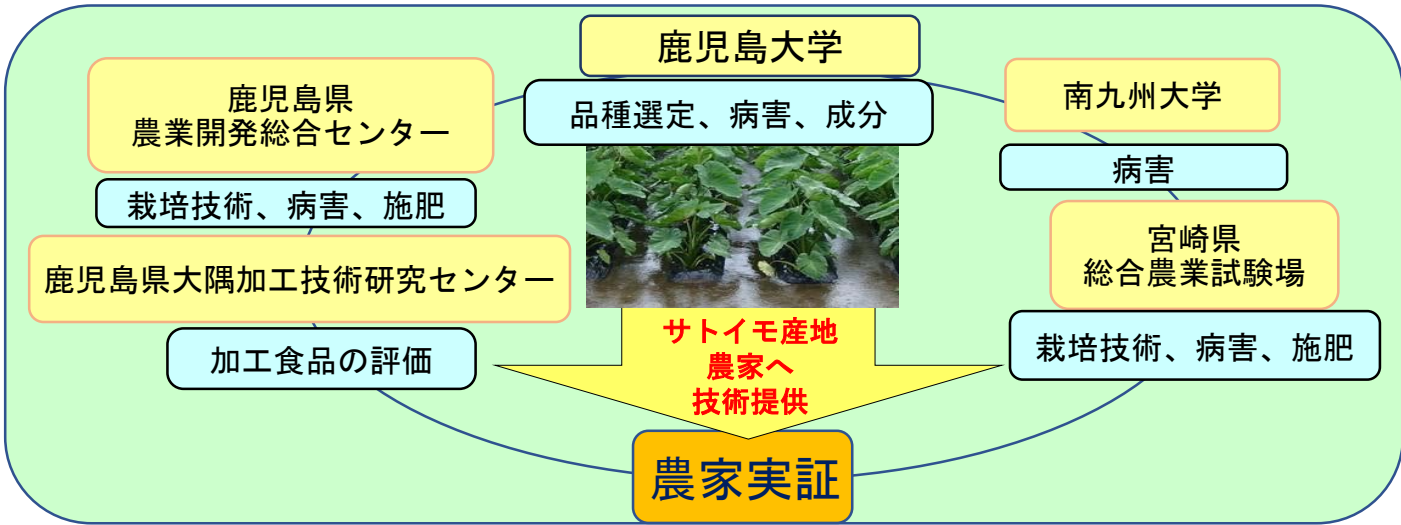 鹿児島大学
品種選定、病害、成分
鹿児島県
農業開発総合センター
栽培技術、病害、施肥
鹿児島県大隅加工技術研究センター
加工食品の評価
南九州大学
病害
宮崎県
総合農業試験場
栽培技術、病害、施肥
サトイモ産地
農家へ
技術提供
農家実証